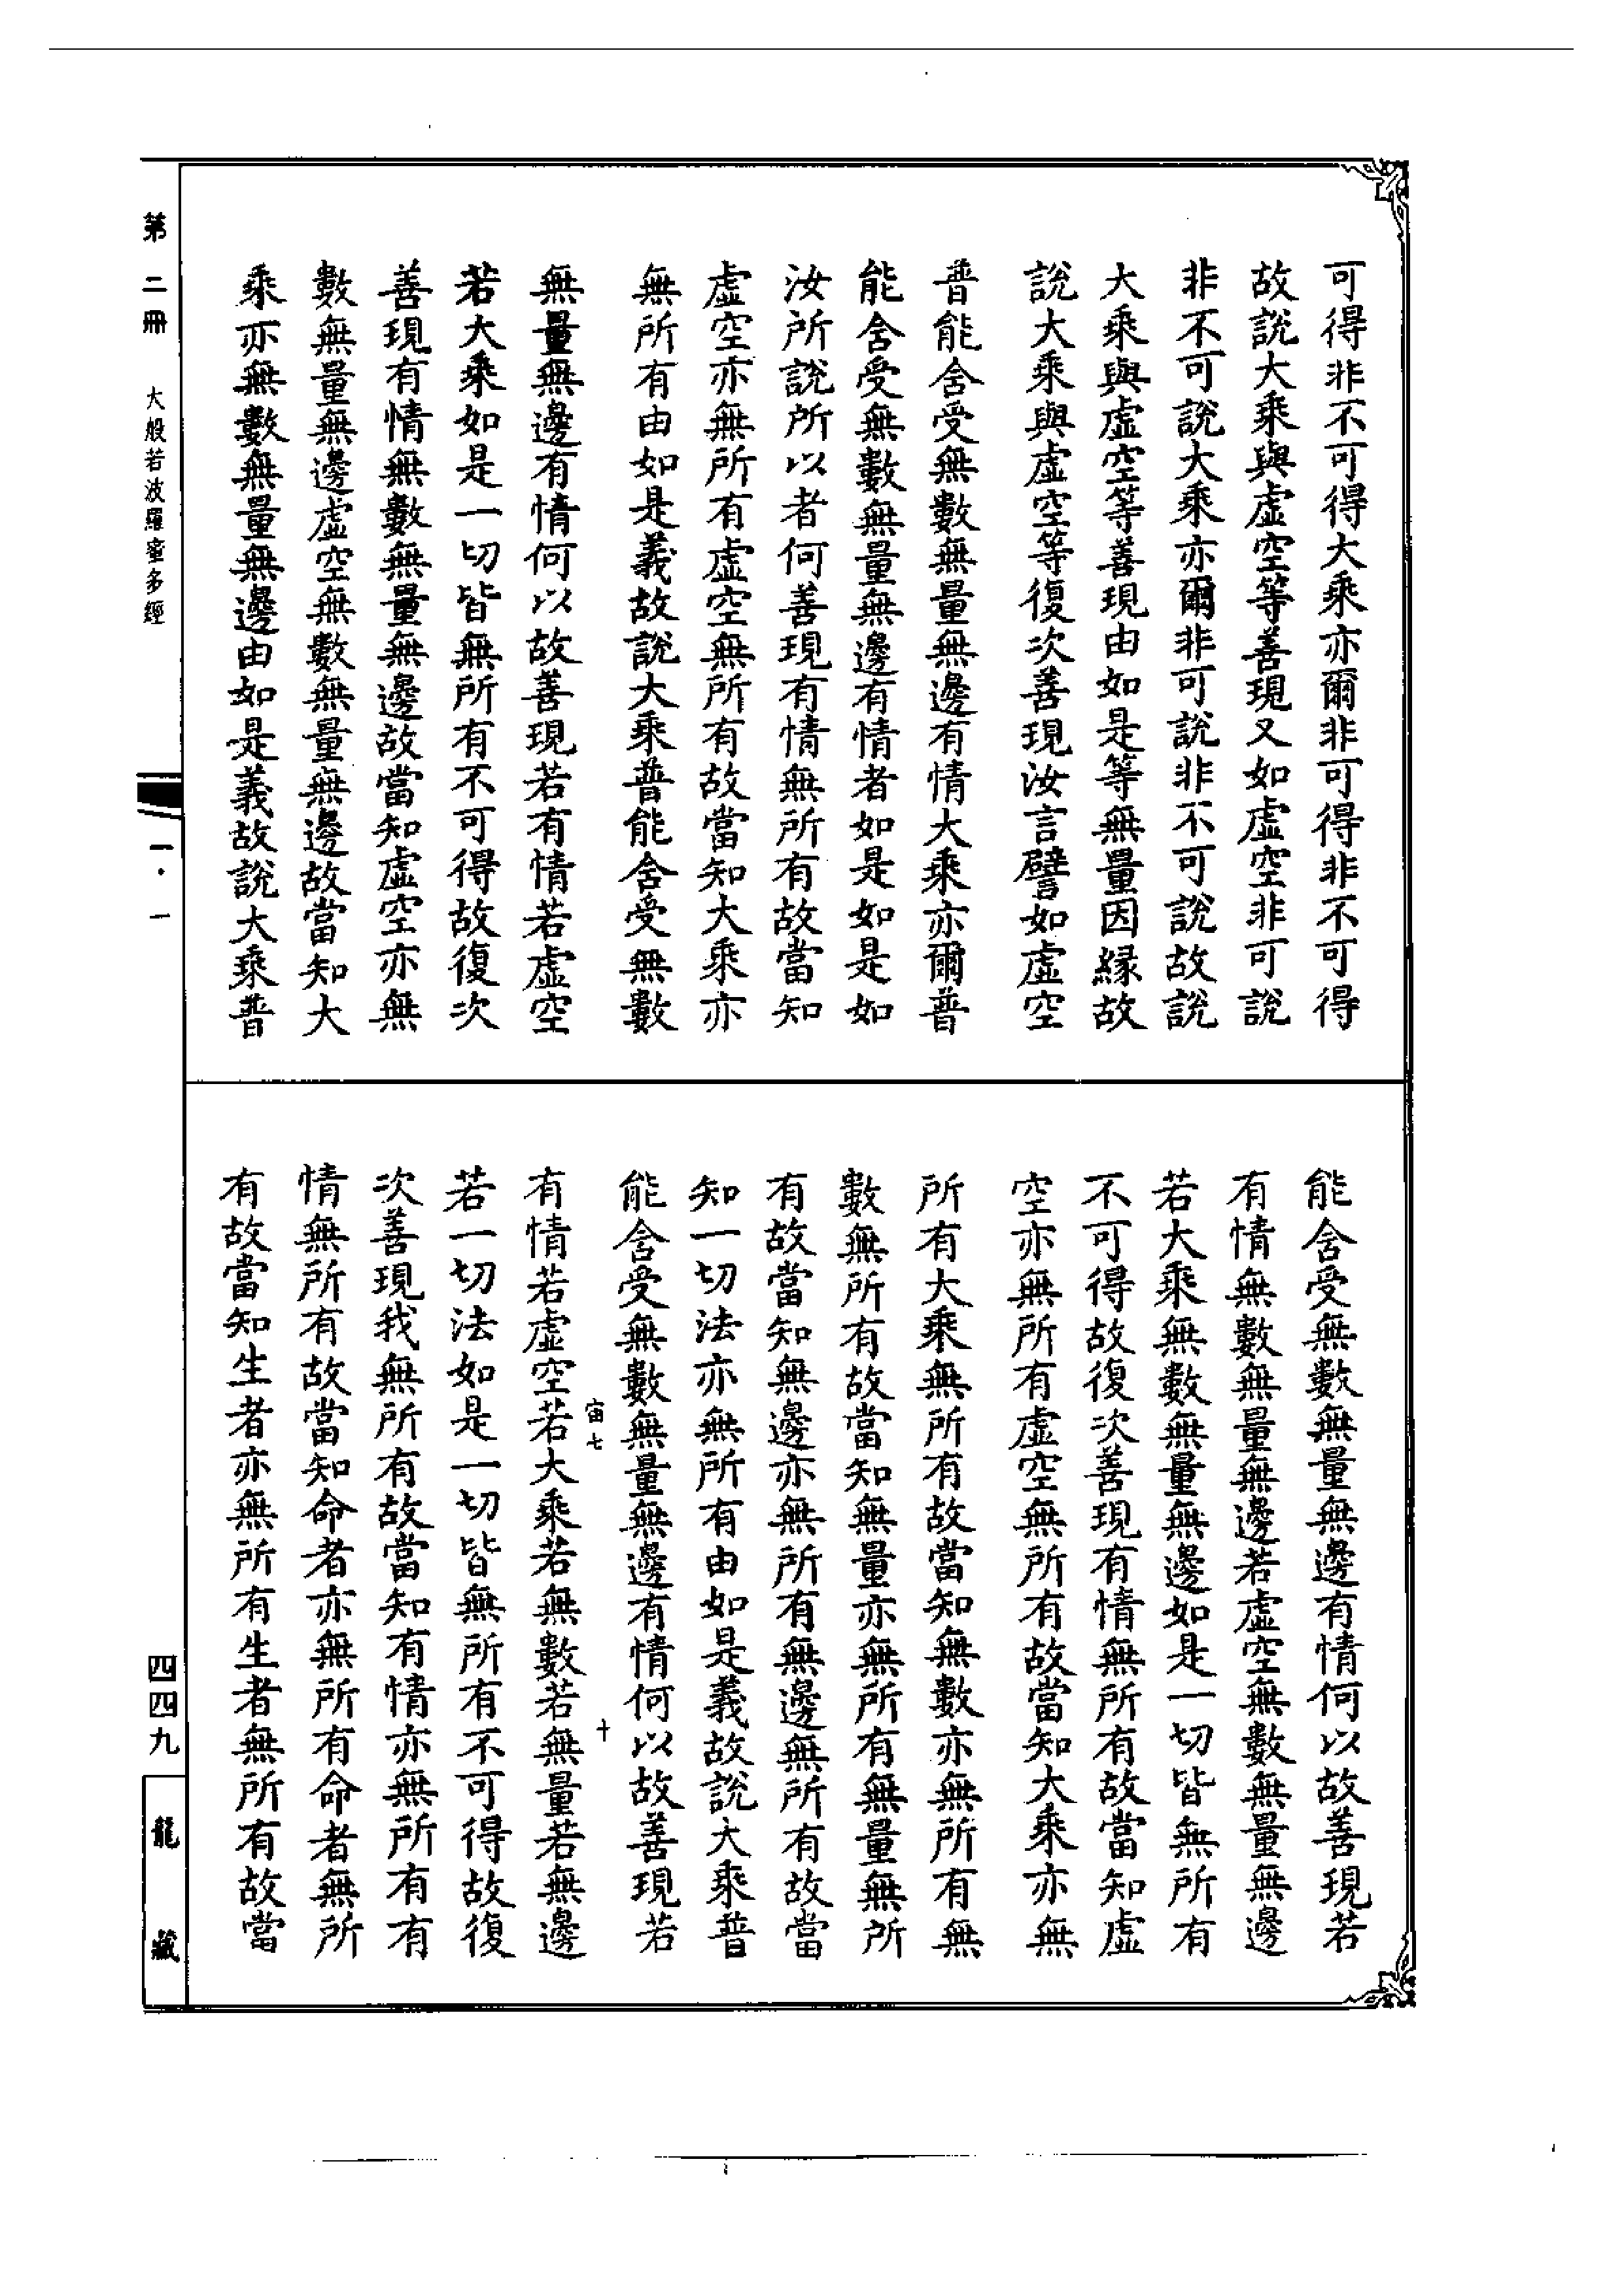 可得非不可得大乘亦爾非可得非不可得
故說大乘與虛空等善現又如虛空非可說
非不可說大乘亦爾非可說非不可說故說
大乘與虛空等善現由如是等無量因緣故
說大乘與虛空等復次善現汝言譬如虛空
普能含受無數無量無邊有情大乘亦爾普
能含受無數無量無邊有情者如是如是如
汝所說所以者何善現有情無所有故當知
虛空亦無所有虛空無所有故當知大乘亦
無所有由如是義故說大乘普能含受無數
無量無邊有情何以故善現若有情若虛空
若大乘如是一切皆無所有不可得故復次
善現有情無數無量無邊故當知虛空亦無
數無量無邊虛空無數無量無邊故當知大
乘亦無數無量無邊由如是義故說大乘普
能含受無數無量無邊有情何以故善現若
有情無數無量無邊若虛空無數無量無邊
若大乘無數無量無邊如是一切皆無所有
不可得故復次善現有情無所有故當知虛
空亦無所有虛空無所有故當知大乘亦無
所有大乘無所有故當知無數亦無所有無
數無所有故當知無量亦無所有無量無所
有故當知無邊亦無所有無邊無所有故當
知一切法亦無所有由如是義故說大乘普
能含受無數無量無邊有情何以故善現若
宙七 十
有情若虛空若大乘若無數若無量若無邊
若一切法如是一切皆無所有不可得故復
次善現我無所有故當知有情亦無所有有
情無所有故當知命者亦無所有命者無所
有故當知生者亦無所有生者無所有故當
第二冊 大般若波羅蜜多經 一·一 四四九 龍藏